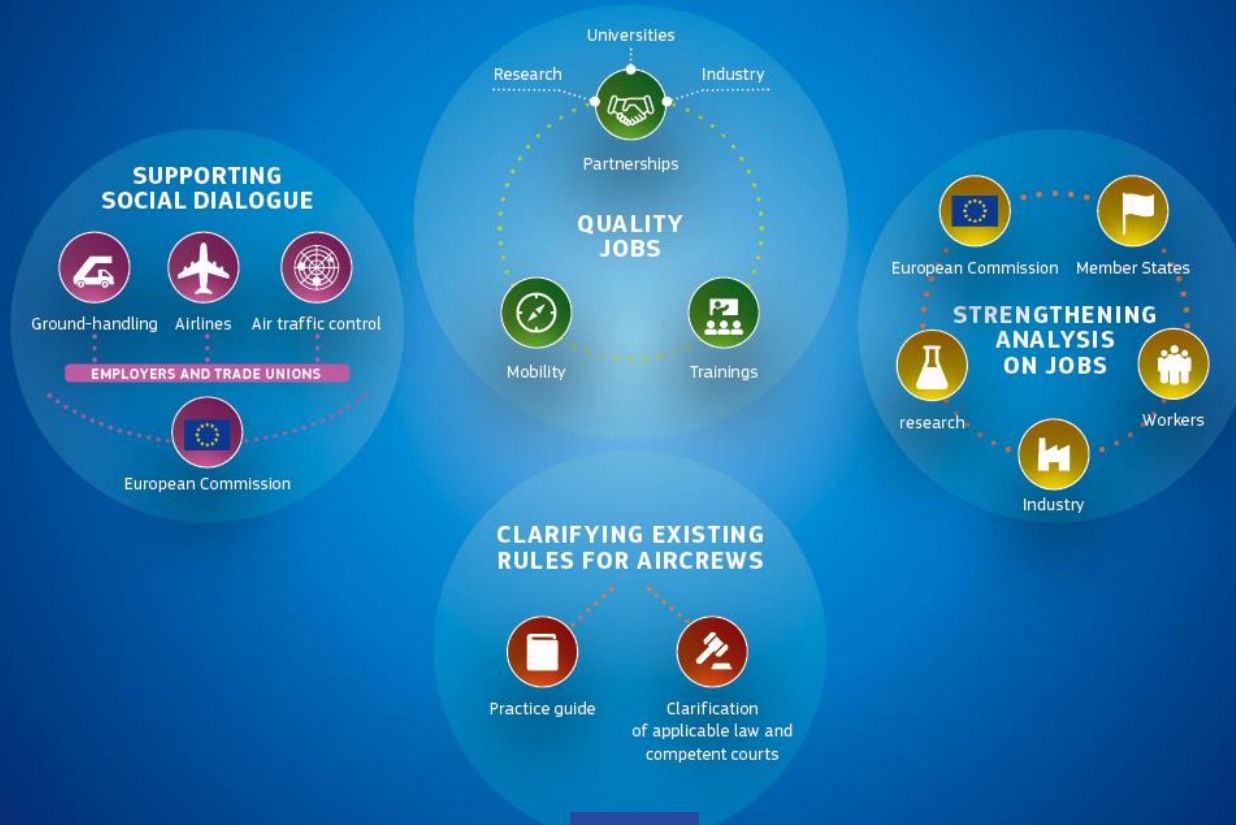 Universities
Research
Industry
Partnerships
QUALITY
JOBS
Mobility
Trainings
SUPPORTING
SOCIAL DIALOGUE
Ground-handling
Airlines
Air traffic control
EMPLOYERS AND TRADE UNIONS
European Commission
European Commission
Member States
STRENGTHENING
ANALYSIS
ON JOBS
research
Workers
Industry
CLARIFYING EXISTING
RULES FOR AIRCREWS
Practice guide
Clarification
of applicable law and
competent courts